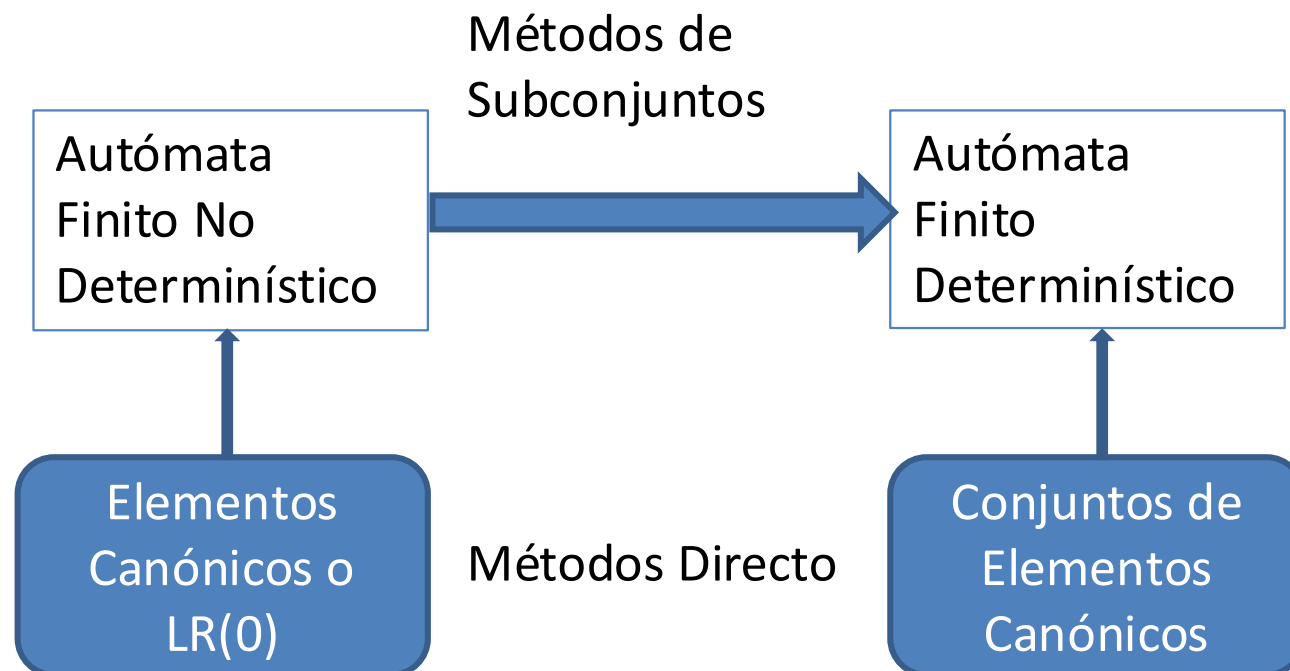 Métodos de
Subconjuntos
Autómata
Finito No
Determinístico
Autómata
Finito
Determinístico
Elementos
Canónicos o
LR(0)
Métodos Directo
Conjuntos de
Elementos
Canónicos